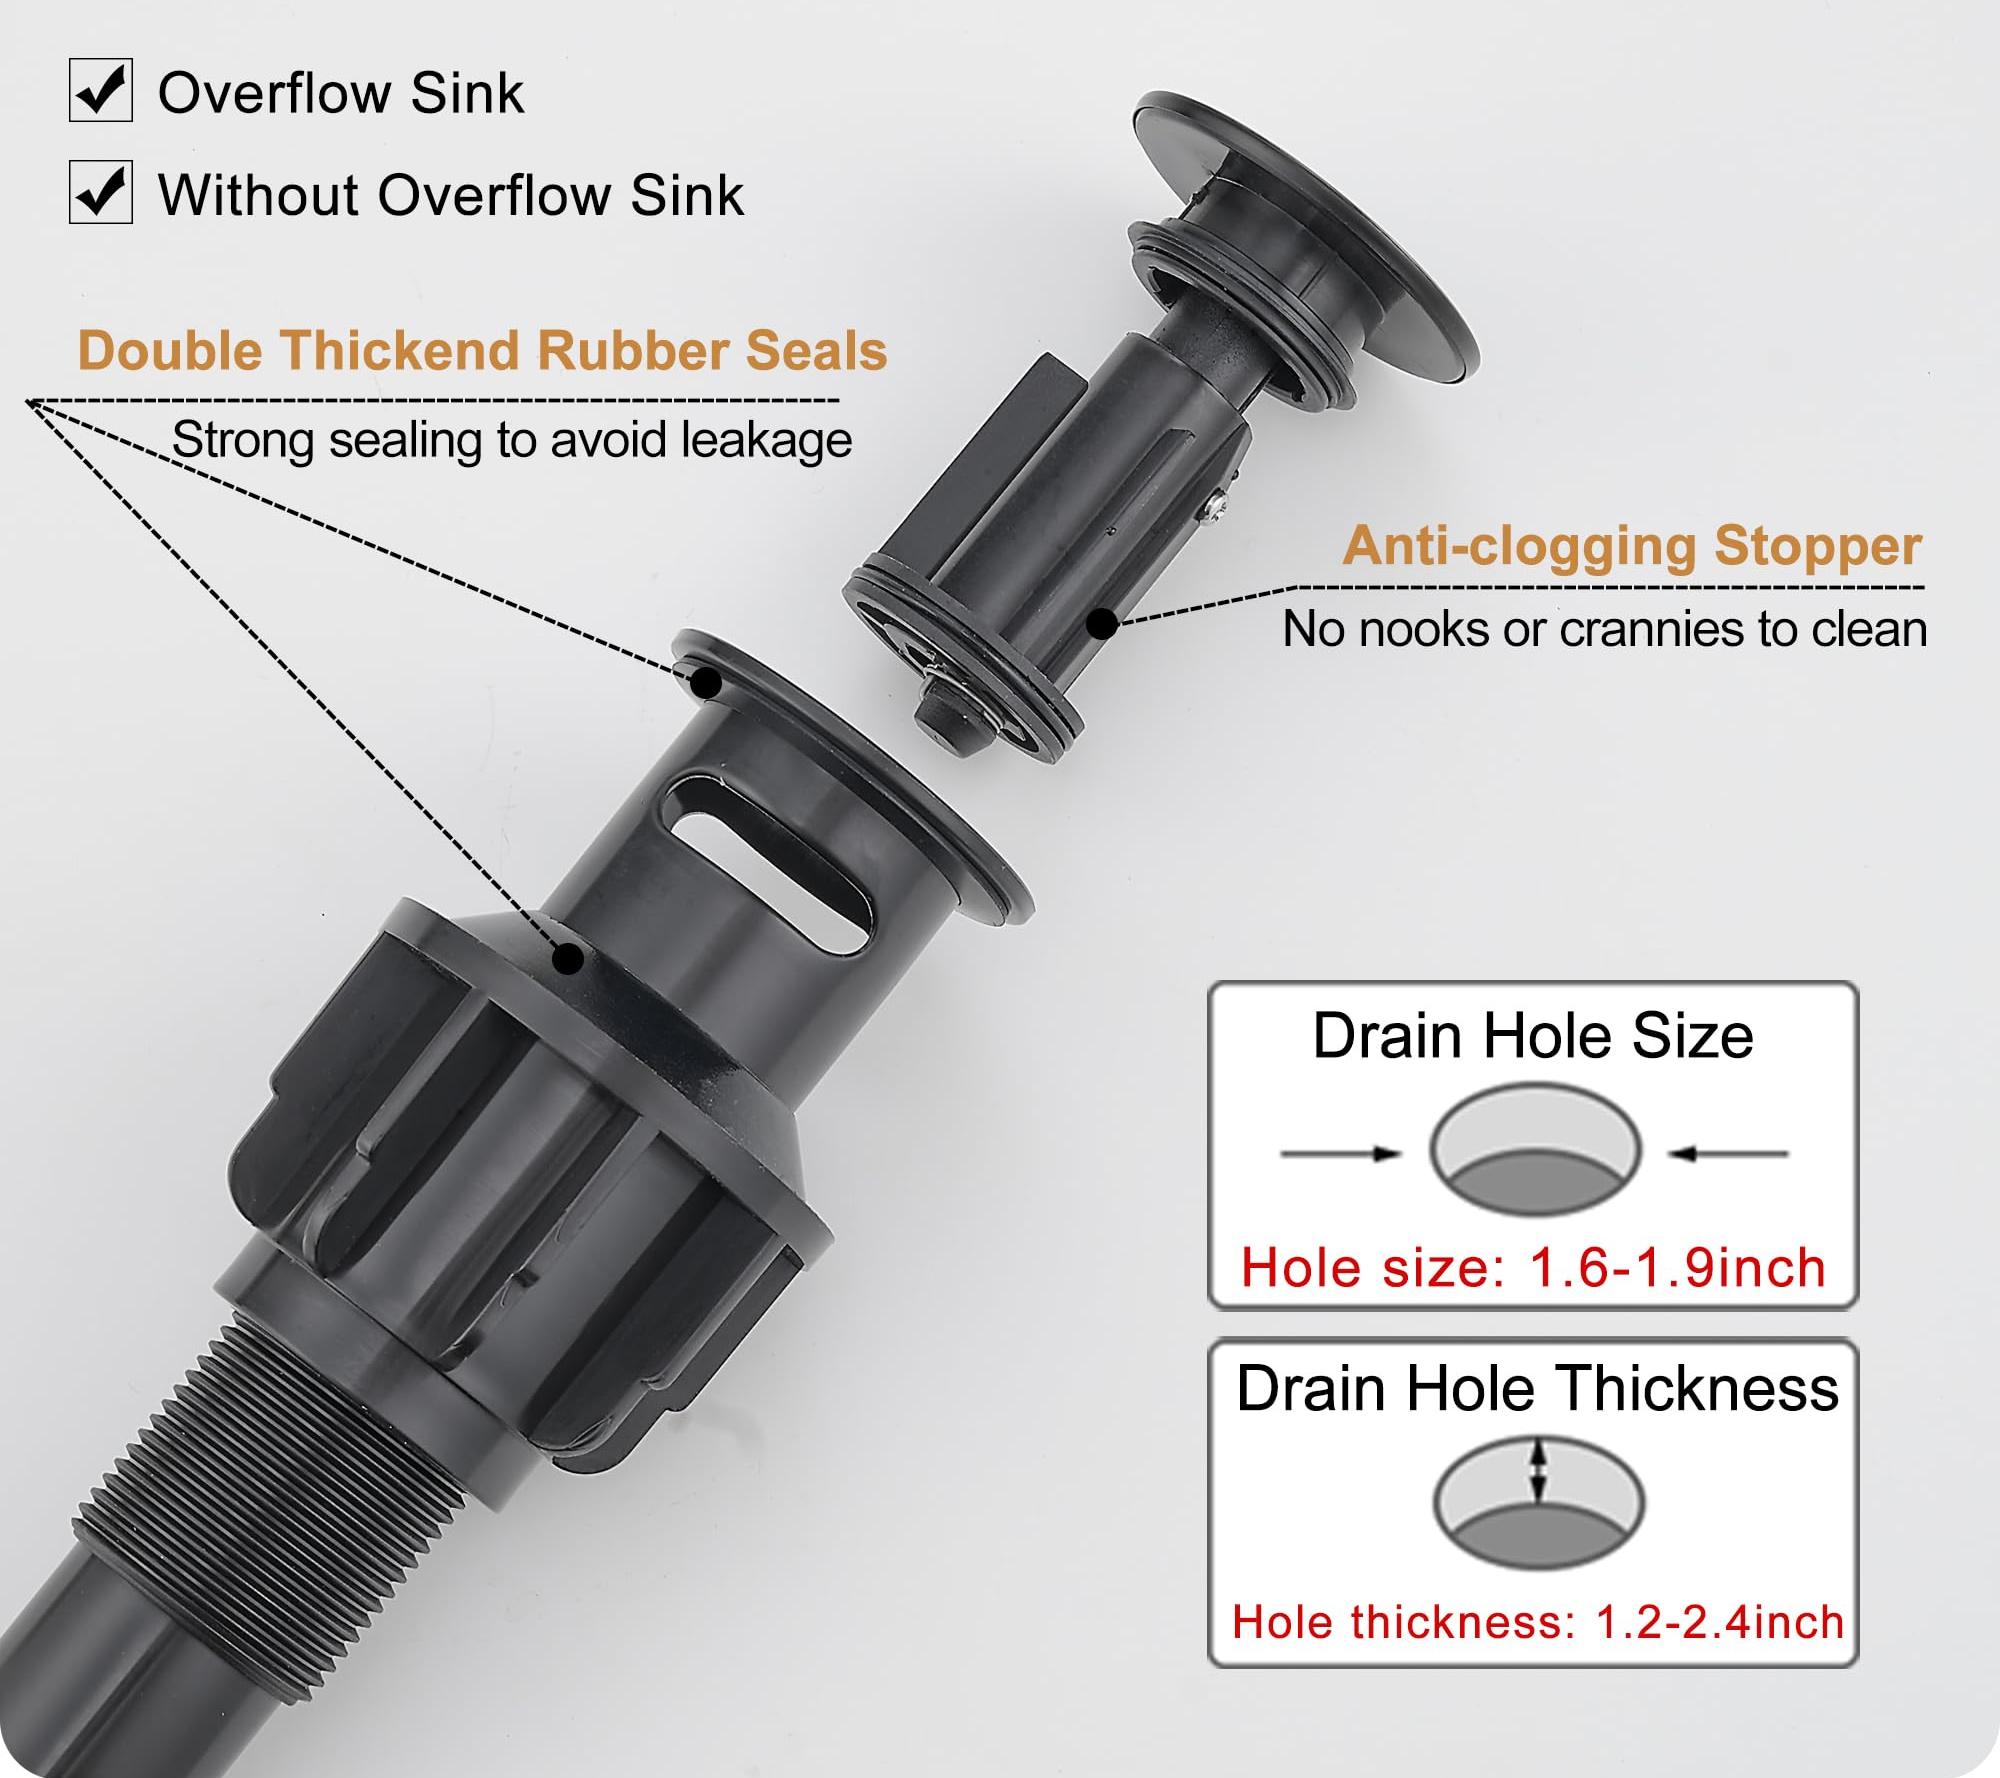 Overflow Sink
Without Overflow Sink
Double Thickend Rubber Seals
Strong sealing to avoid leakage
Anti-clogging Stopper
No nooks or crannies to clean
Drain Hole Size
Hole size: 1.6-1.9inch
Drain Hole Thickness
Hole thickness: 1.2-2.4inch